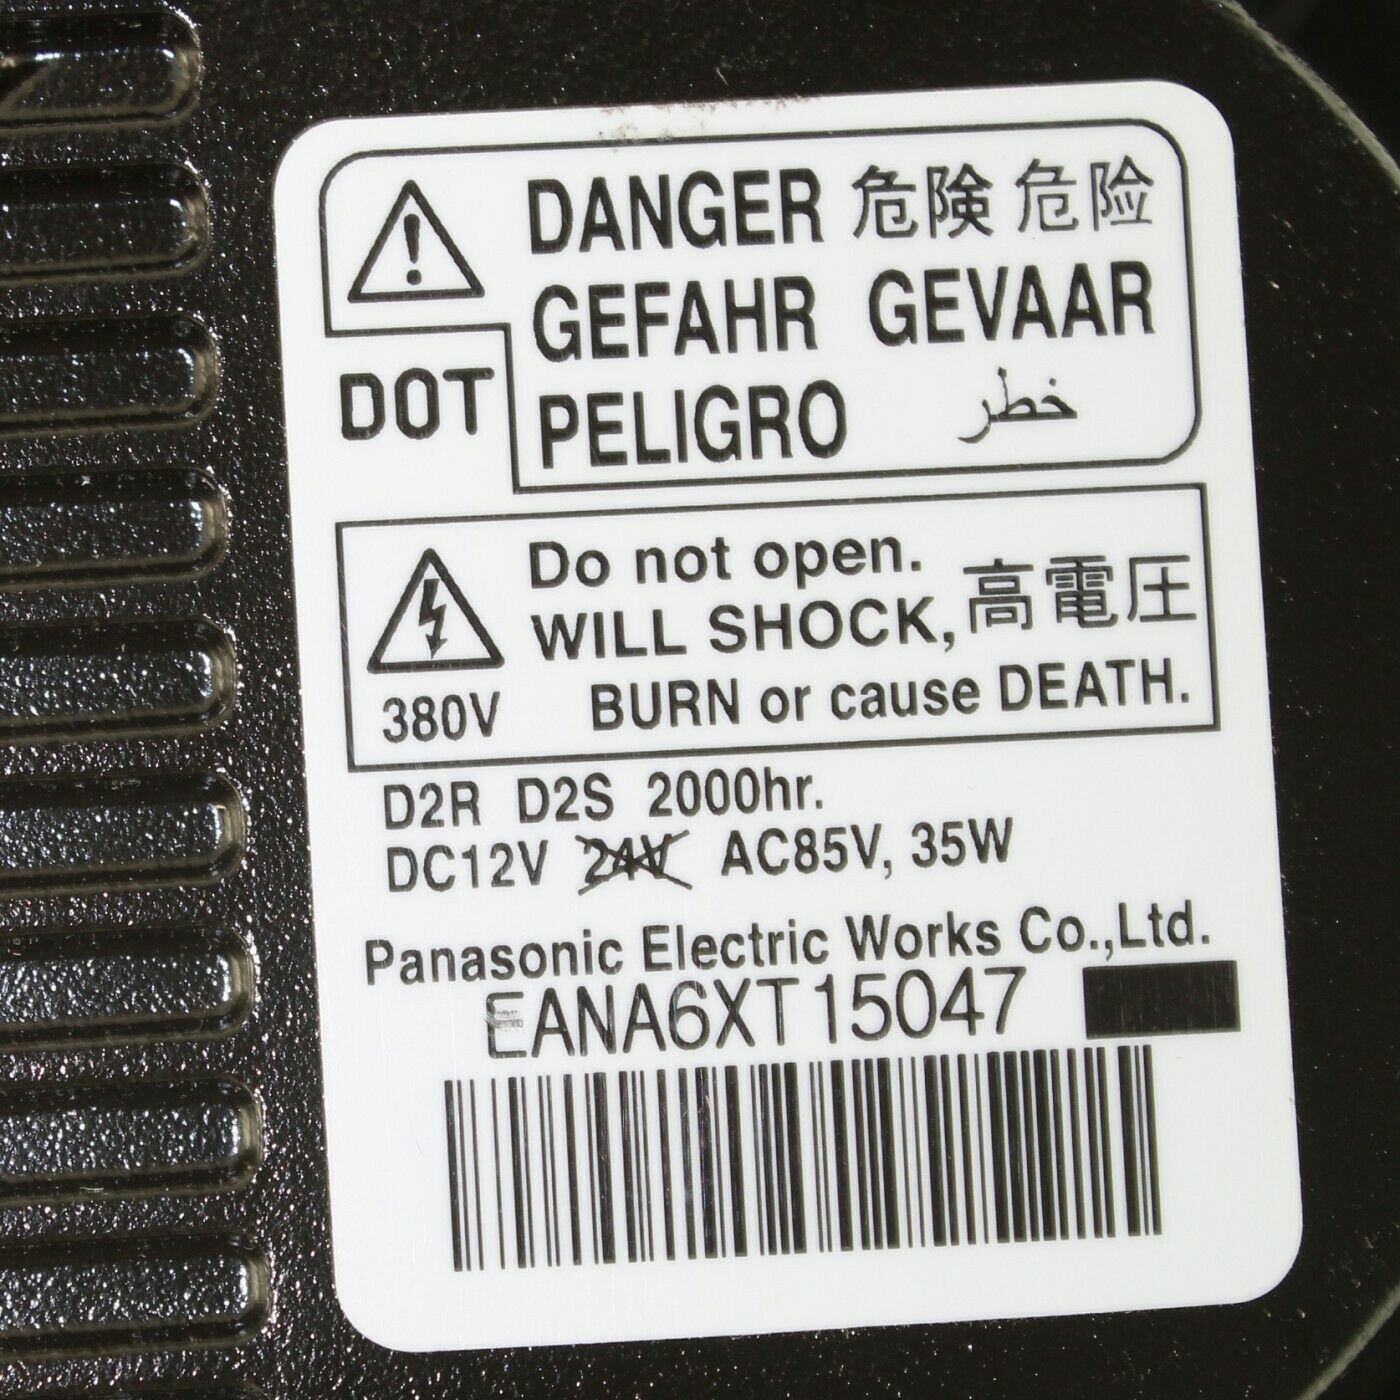 DANGER 危険 危险
GEFAHR GEVAAR
PELIGRO خطر
DOT
Do not open.
WILL SHOCK, 高電圧
BURN or cause DEATH.
380V
D2R D2S 2000hr.
DC12V 24V AC85V, 35W
Panasonic Electric Works Co.,Ltd.
EANA6XT15047